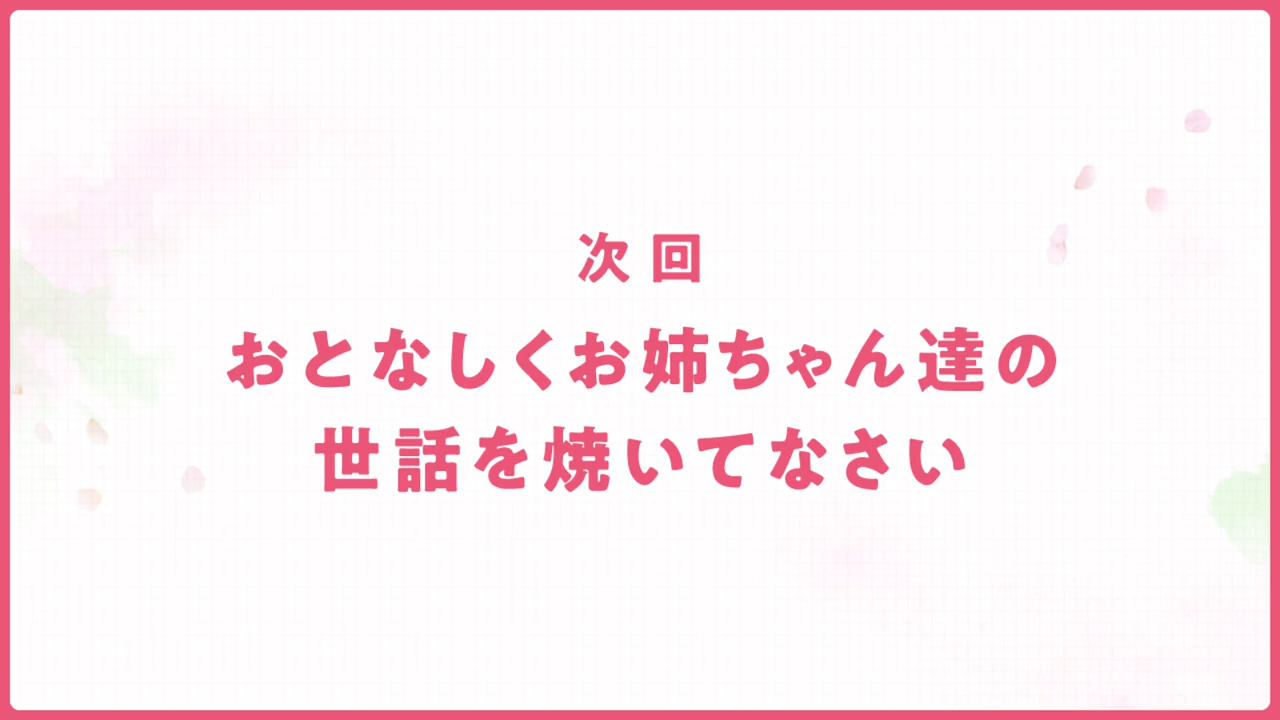 次回
おとなしくお姉ちゃん達の
世話を焼いてなさい